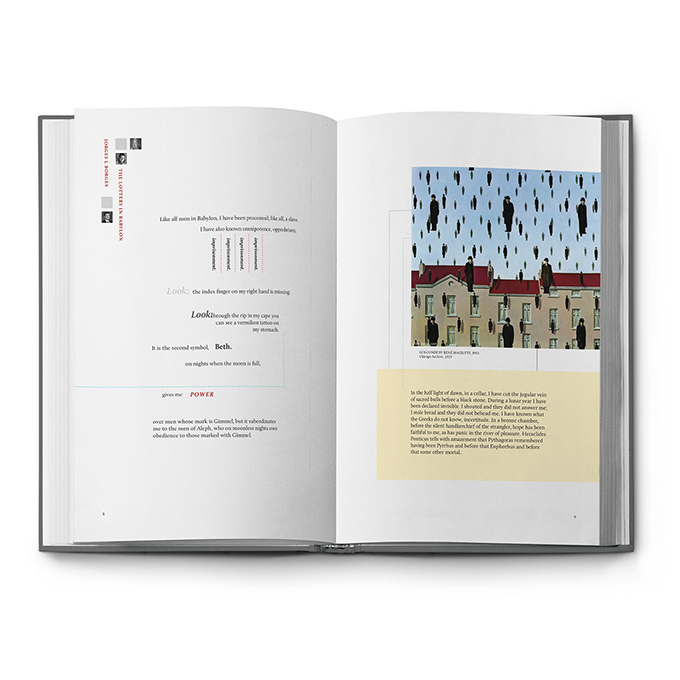 JORGES L BORGES
THE LOTTERY IN BABYLON
Like all men in Babylon, I have been proconsul; like all, a slave.
I have also known omnipotence, opprobrium,
imprisonment.
imprisonment.
imprisonment.
imprisonment.
Look: the index finger on my right hand is missing.
Look: through the rip in my cape you
can see a vermilion tattoo on
my stomach.
It is the second symbol, Beth.
on nights when the moon is full,
gives me POWER
over men whose mark is Gimmel, but it subordinates
me to the men of Aleph, who on moonless nights owe
obedience to those marked with Gimmel.
GOLCONDE BY RENÉ MAGRITTE, 1953
Chicago Archive, 2013
In the half light of dawn, in a cellar, I have cut the jugular vein
of sacred bulls before a black stone. During a lunar year I have
been declared invisible. I shouted and they did not answer me;
I stole bread and they did not behead me. I have known what
the Greeks do not know, incertitude. In a bronze chamber,
before the silent handkerchief of the strangler, hope has been
faithful to me, as has panic in the river of pleasure. Heraclides
Ponticus tells with amazement that Pythagoras remembered
having been Pyrrhus and before that Euphorbus and before
that some other mortal.